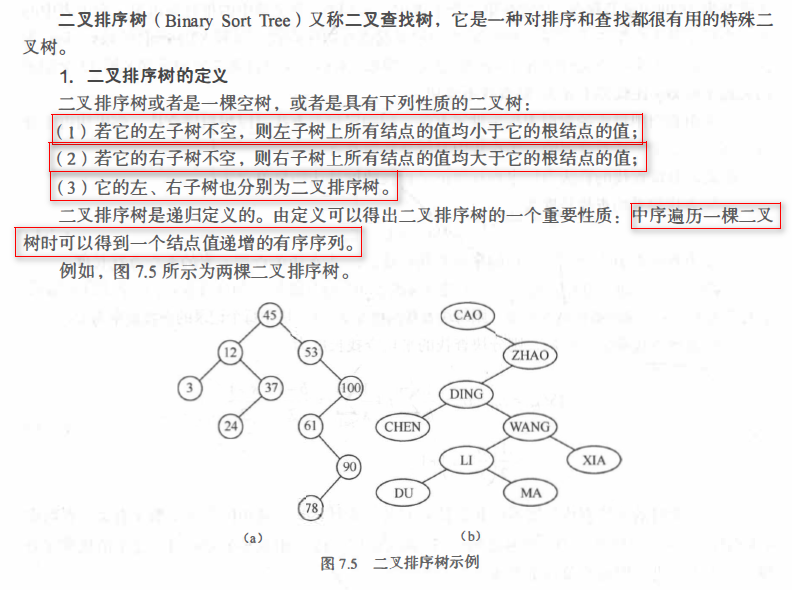 二叉排序树（Binary Sort Tree）又称二叉查找树，它是一种对排序和查找都很有用的特殊二
叉树。
1．二叉排序树的定义
二叉排序树或者是一棵空树，或者是具有下列性质的二叉树：
（1）若它的左子树不空，则左子树上所有结点的值均小于它的根结点的值；
（2）若它的右子树不空，则右子树上所有结点的值均大于它的根结点的值；
（3）它的左、右子树也分别为二叉排序树。
二叉排序树是递归定义的。由定义可以得出二叉排序树的一个重要性质：中序遍历一棵二叉
树时可以得到一个结点值递增的有序序列。
例如，图 7.5 所示为两棵二叉排序树。
45
12
53
3
37
100
24
61
90
78
（a）
CAO
ZHAO
DING
CHEN
WANG
LI
XIA
DU
MA
（b）
图 7.5 二叉排序树示例